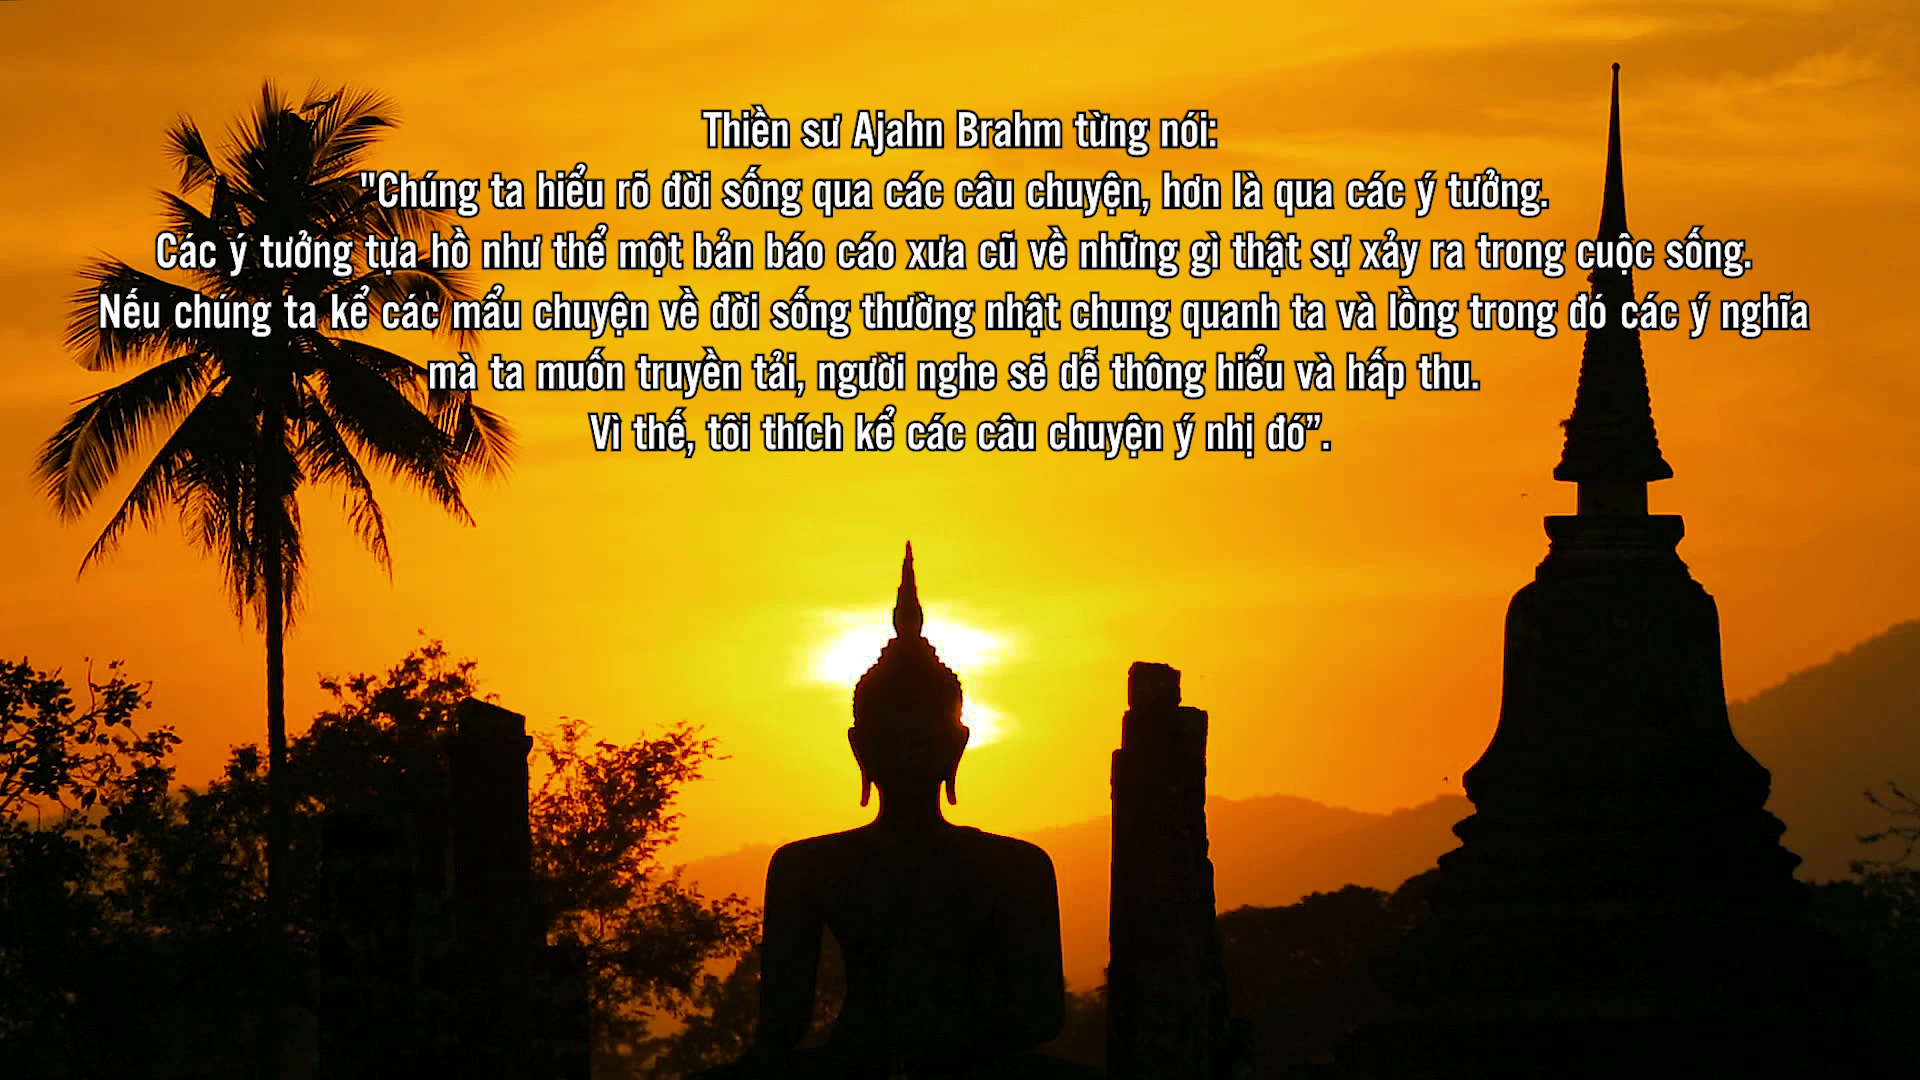 Thiền sư Ajahn Brahm từng nói:
"Chúng ta hiểu rõ đời sống qua các câu chuyện, hơn là qua các ý tưởng.
Các ý tưởng tựa hồ như thể một bản báo cáo xưa cũ về những gì thật sự xảy ra trong cuộc sống.
Nếu chúng ta kể các mẩu chuyện về đời sống thường nhật chung quanh ta và lồng trong đó các ý nghĩa
mà ta muốn truyền tải, người nghe sẽ dễ thông hiểu và hấp thu.
Vì thế, tôi thích kể các câu chuyện ý nhị đó”.